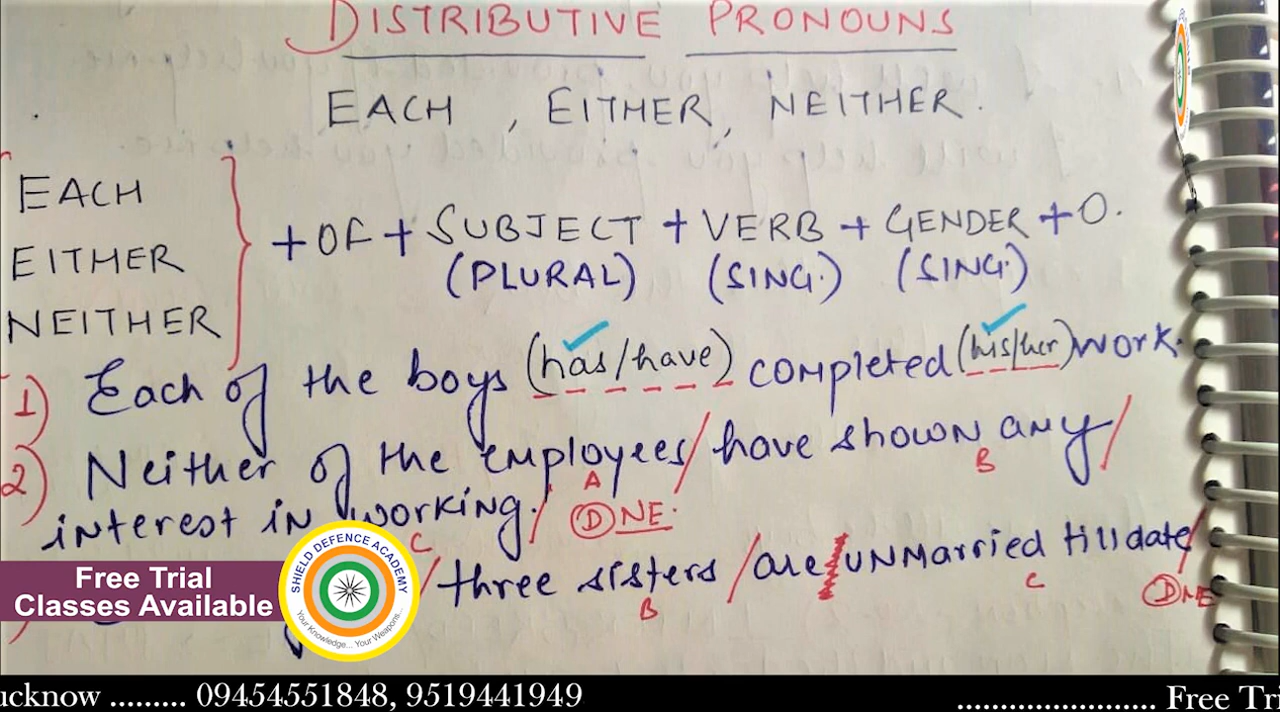 DISTRIBUTIVE PRONOUNS
EACH , EITHER, NEITHER.
EACH
EITHER
NEITHER
+ OF + SUBJECT + VERB + GENDER + O.
(PLURAL) (SING.) (SING.)
1) Each of the boys (has/have) completed (his/her) work.
2) Neither of the employees/ have shown any/
A B
interest in working./ (D) NE.
C
/ three sisters / are unmarried till date/
B C (D) NE
SHIELD DEFENCE ACADEMY
Your Knowledge... Your Weapons...
Free Trial
Classes Available
ucknow ......... 09454551848, 9519441949 ....................... Free Tri